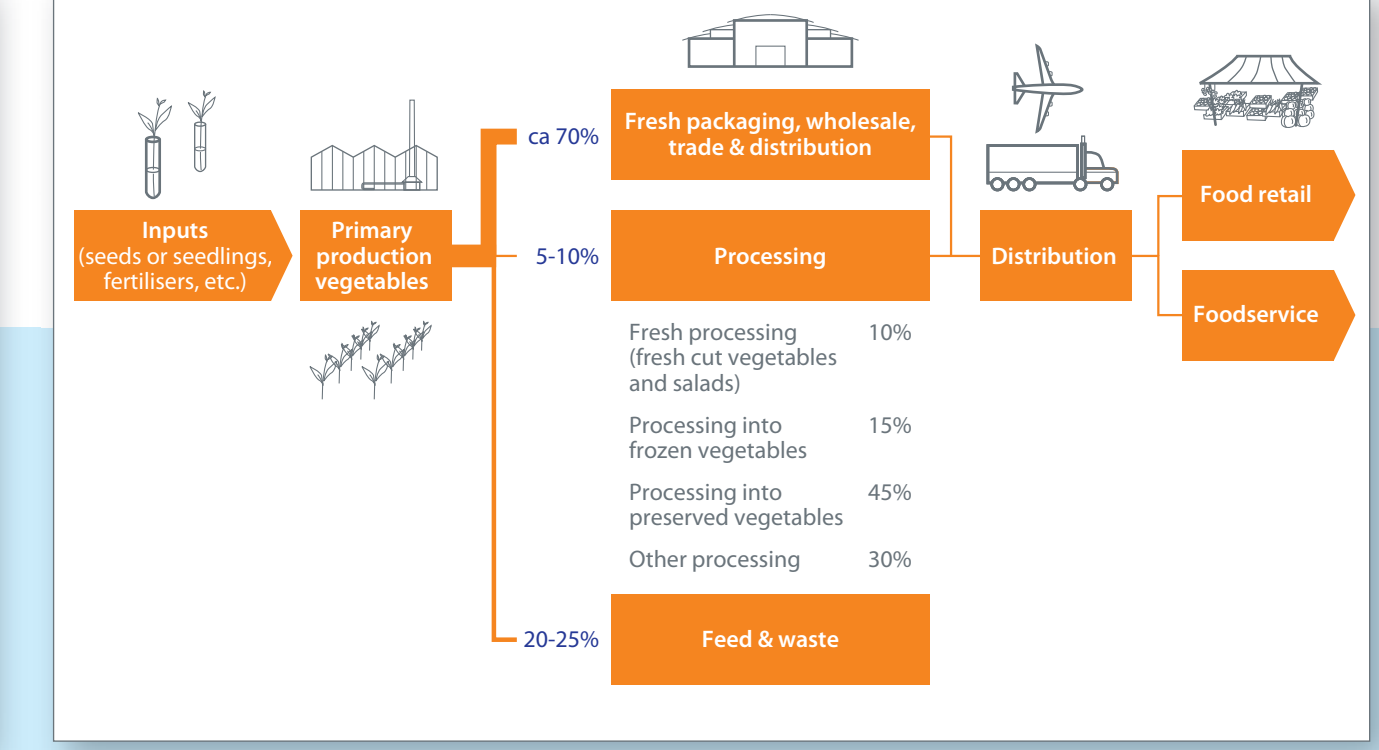 Inputs
(seeds or seedlings,
fertilisers, etc.)
Primary
production
vegetables
ca 70%
Fresh packaging, wholesale,
trade & distribution
5-10%
Processing
Fresh processing 10%
(fresh cut vegetables
and salads)
Processing into 15%
frozen vegetables
Processing into 45%
preserved vegetables
Other processing 30%
20-25%
Feed & waste
Distribution
Food retail
Foodservice